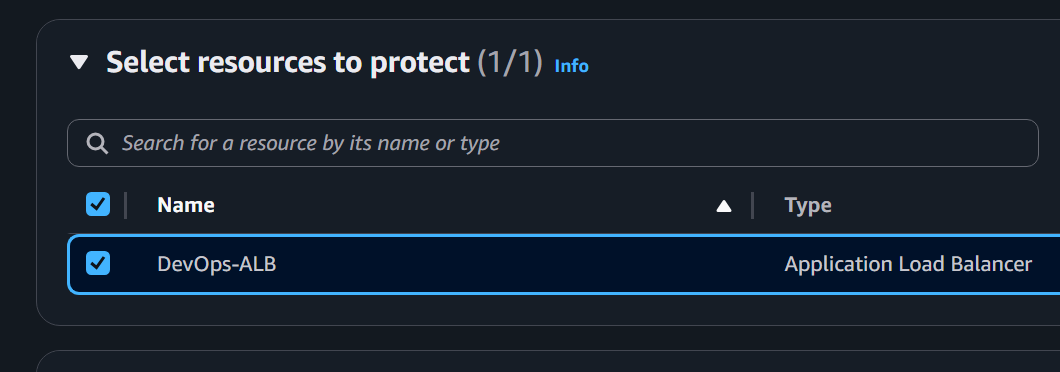 Select resources to protect (1/1) Info
Search for a resource by its name or type
Name Type
DevOps-ALB Application Load Balancer